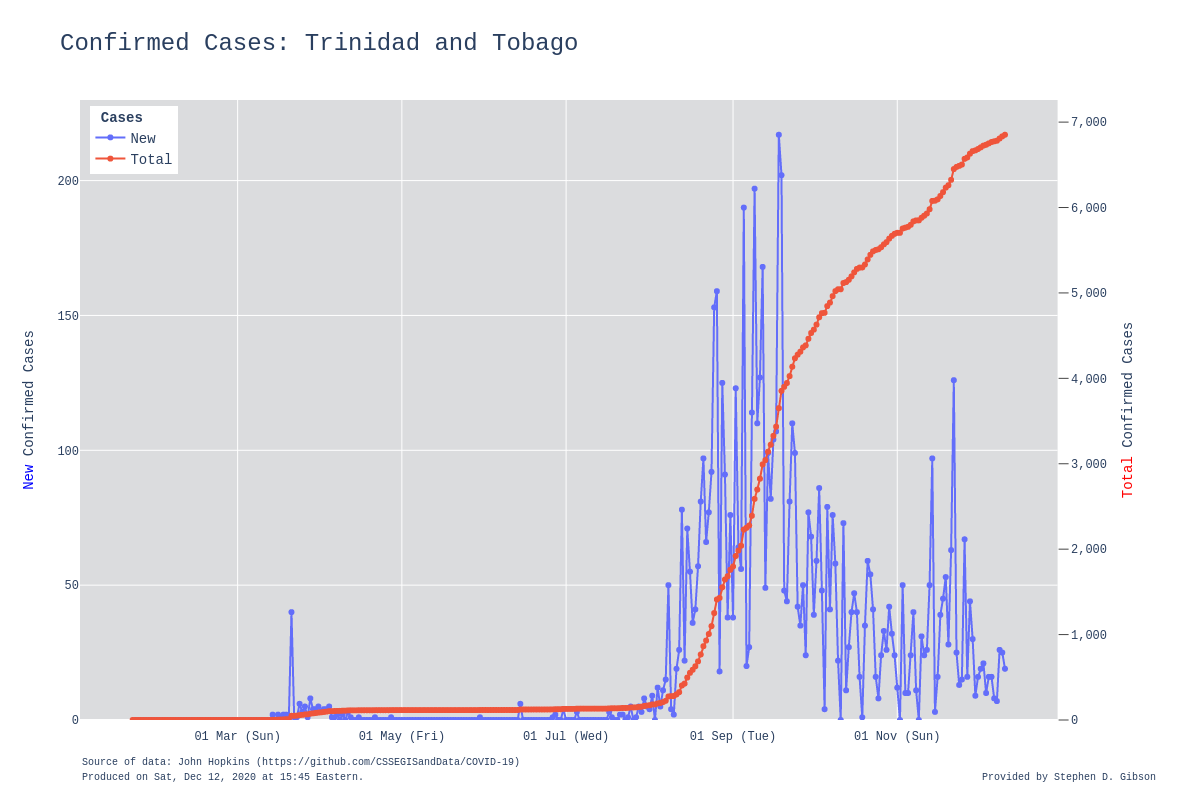 Confirmed Cases: Trinidad and Tobago
Cases
New
Total
200
150
100
50
0
7,000
6,000
5,000
4,000
3,000
2,000
1,000
0
New Confirmed Cases
Total Confirmed Cases
01 Mar (Sun)
01 May (Fri)
01 Jul (Wed)
01 Sep (Tue)
01 Nov (Sun)
Source of data: John Hopkins (https://github.com/CSSEGISandData/COVID-19)
Produced on Sat, Dec 12, 2020 at 15:45 Eastern.
Provided by Stephen D. Gibson